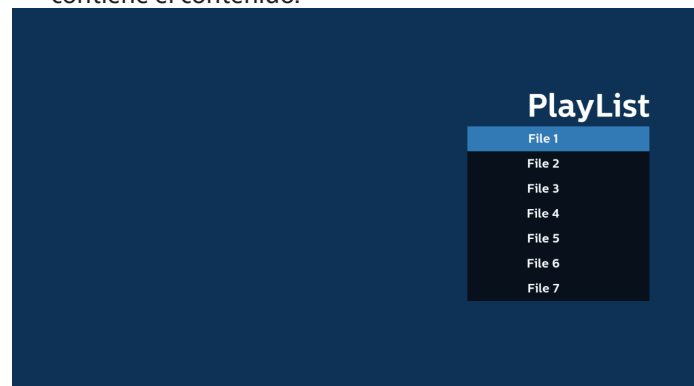 contiene el contenido.
PlayList
File 1
File 2
File 3
File 4
File 5
File 6
File 7